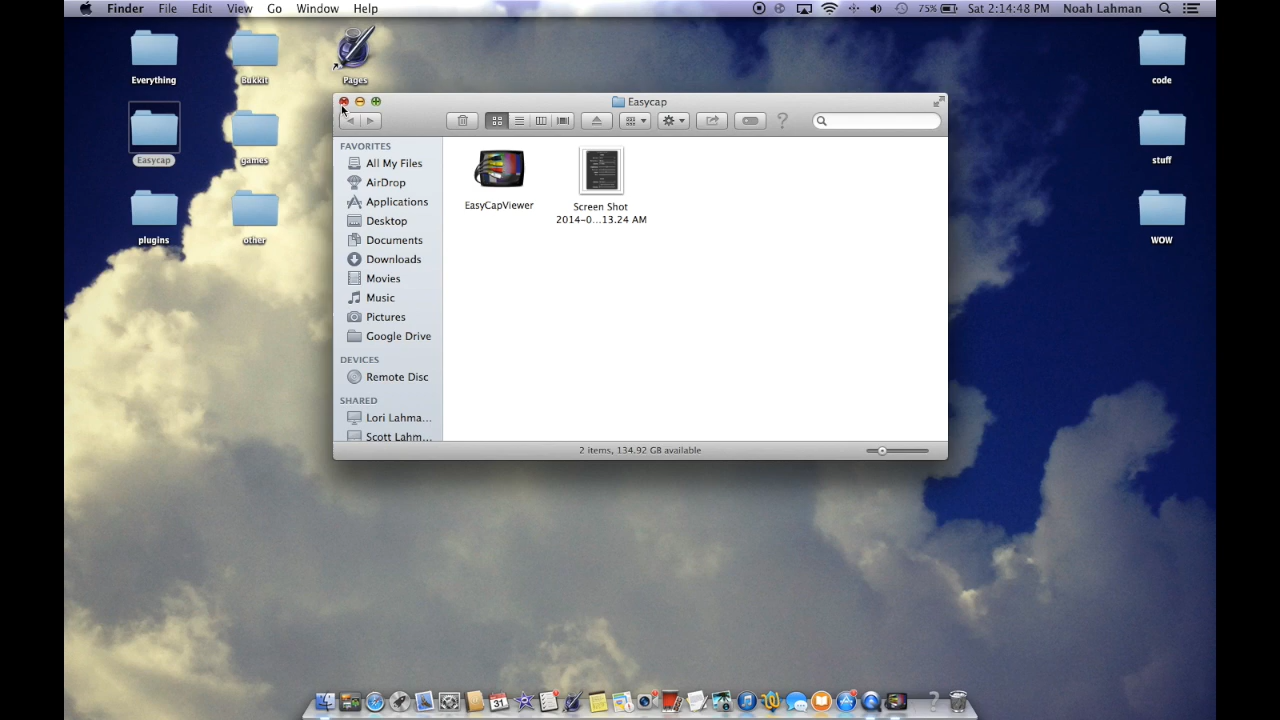 Finder File Edit View Go Window Help 75% Sat 2:14:48 PM Noah Lahman
Everything
Bukkit
Pages
code
Easycap
games
stuff
plugins
other
WOW
Easycap
FAVORITES
All My Files
AirDrop
Applications
Desktop
Documents
Downloads
Movies
Music
Pictures
Google Drive
DEVICES
Remote Disc
SHARED
Lori Lahma...
Scott Lahm...
EasyCapViewer
Screen Shot
2014-0...13.24 AM
2 items, 134.92 GB available
31